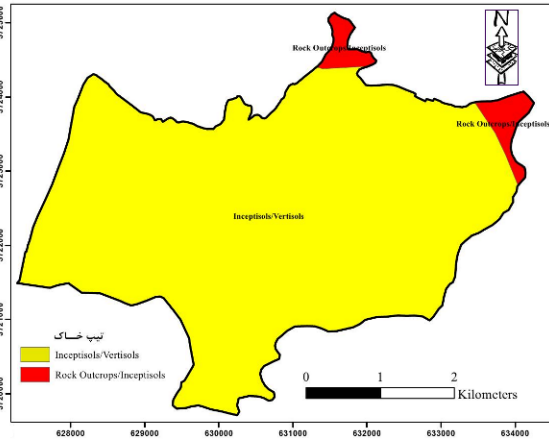 N
Rock Outcrops/Inceptisols
Rock Outcrops/Inceptisols
Inceptisols/Vertisols
تیپ خـــاک
Inceptisols/Vertisols
Rock Outcrops/Inceptisols
0 1 2
Kilometers
628000 629000 630000 631000 632000 633000 634000